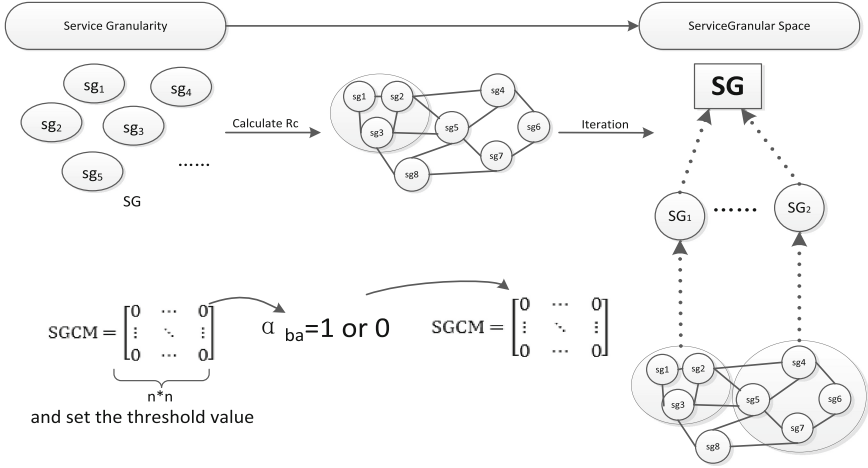 Service Granularity
ServiceGranular Space
sg1
sg4
sg2
sg3
sg5
......
SG
Calculate Rc
sg1
sg2
sg3
sg4
sg5
sg6
sg7
sg8
Iteration
SG
SG1
......
SG2
SGCM = [0 ⋯ 0
⋮ ⋱ ⋮
0 ⋯ 0]
n*n
and set the threshold value
α ba=1 or 0
SGCM = [0 ⋯ 0
⋮ ⋱ ⋮
0 ⋯ 0]
sg1
sg2
sg3
sg4
sg5
sg6
sg7
sg8